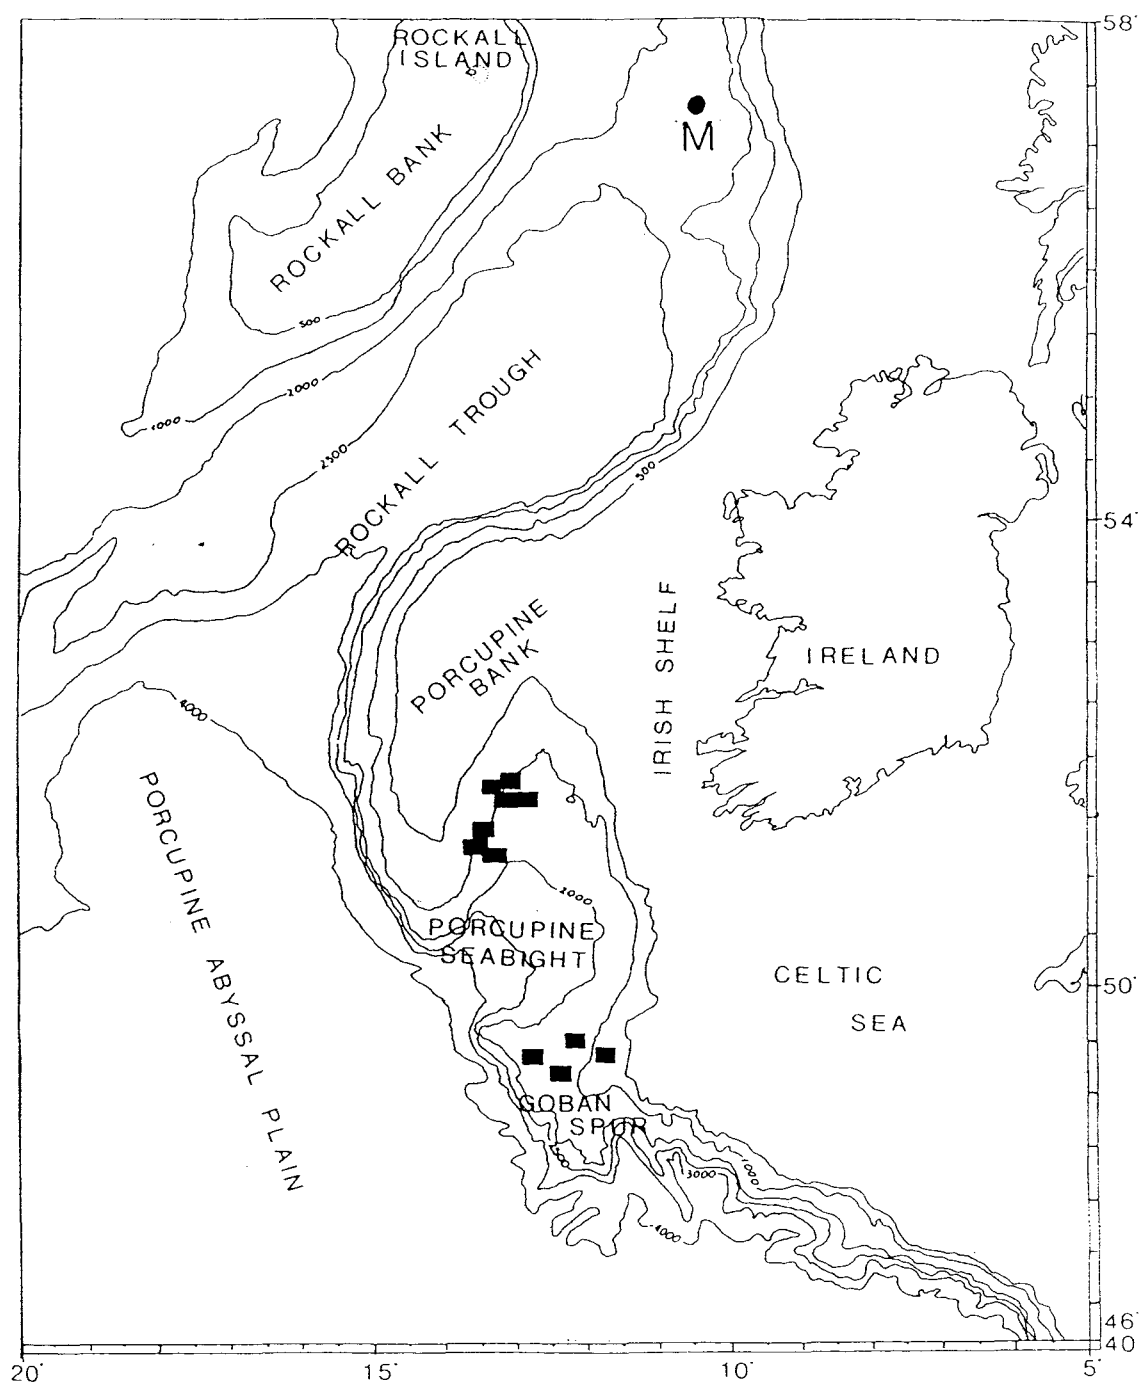 ROCKALL
ISLAND
58°
M
ROCKALL BANK
500
1000
2000
2500
ROCKALL TROUGH
500
54°
PORCUPINE
BANK
IRISH SHELF
IRELAND
4000
PORCUPINE ABYSSAL PLAIN
2000
PORCUPINE
SEABIGHT
CELTIC
SEA
50°
GOBAN
SPUR
1000
3000
4000
46°
40
20°
15°
10°
5°